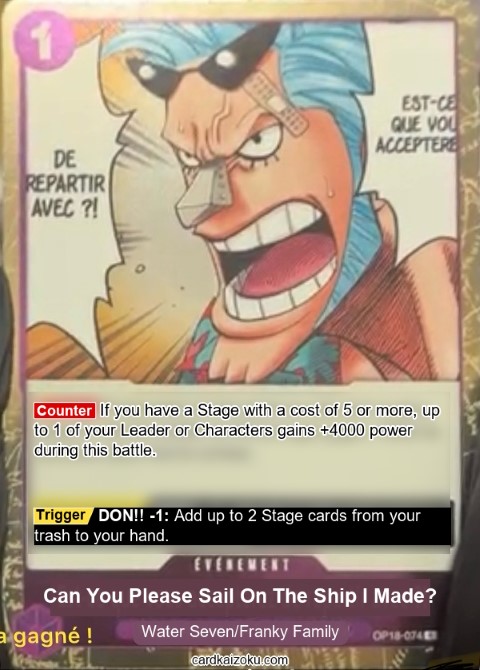 1
EST-CE
QUE VOU
ACCEPTERE
DE
REPARTIR
AVEC ?!
Counter If you have a Stage with a cost of 5 or more, up
to 1 of your Leader or Characters gains +4000 power
during this battle.
Trigger DON!! -1: Add up to 2 Stage cards from your
trash to your hand.
ÉVÉNEMENT
Can You Please Sail On The Ship I Made?
a gagné !
Water Seven/Franky Family
OP18-074
cardkaizoku.com